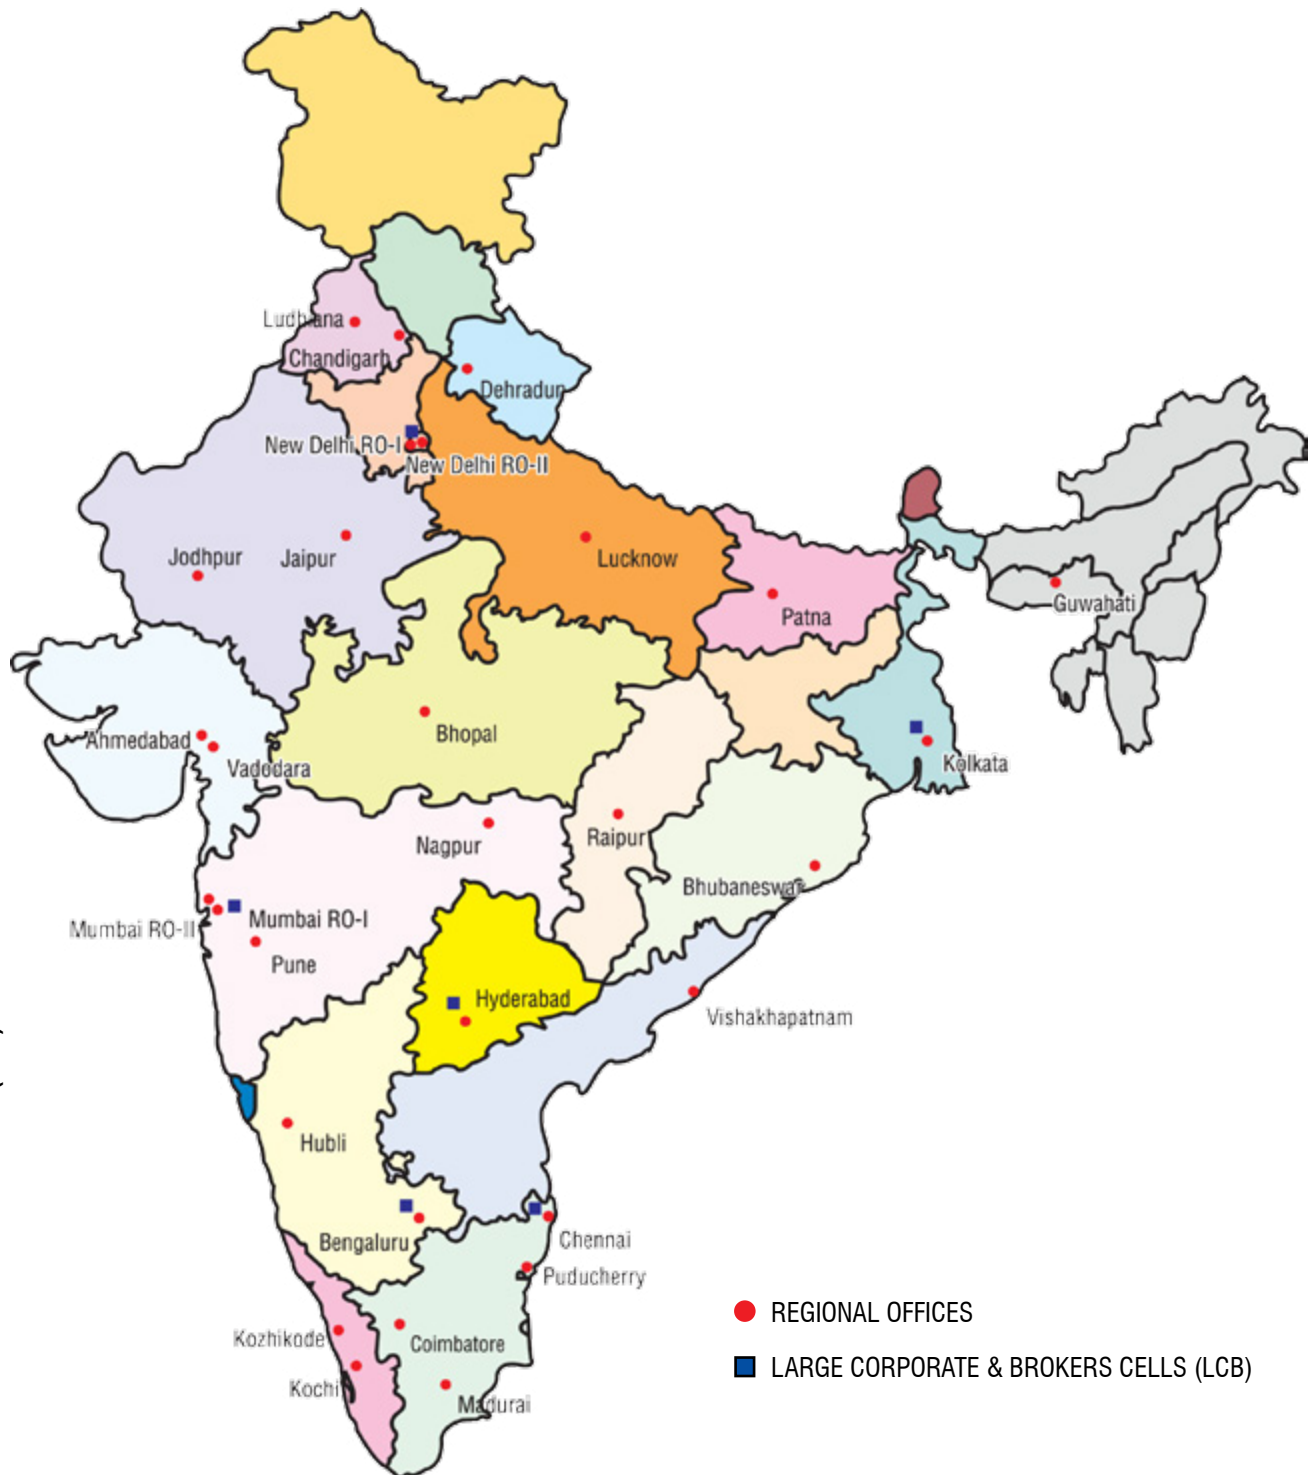 Ludhiana
Chandigarh
Dehradun
New Delhi RO-I
New Delhi RO-II
Jodhpur
Jaipur
Lucknow
Patna
Guwahati
Ahmedabad
Vadodara
Bhopal
Kolkata
Nagpur
Raipur
Bhubaneswar
Mumbai RO-II
Mumbai RO-I
Pune
Hyderabad
Vishakhapatnam
Hubli
Bengaluru
Chennai
Puducherry
Kozhikode
Coimbatore
Kochi
Madurai
REGIONAL OFFICES
LARGE CORPORATE & BROKERS CELLS (LCB)